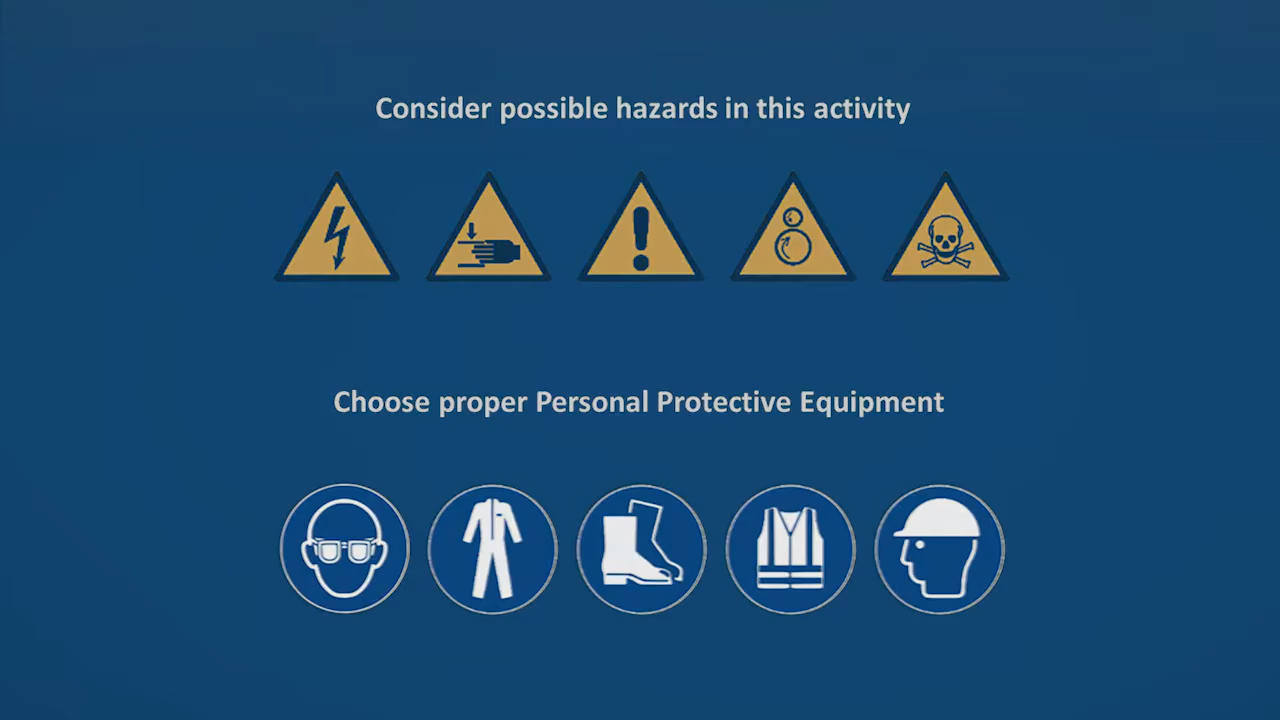 Consider possible hazards in this activity
Choose proper Personal Protective Equipment